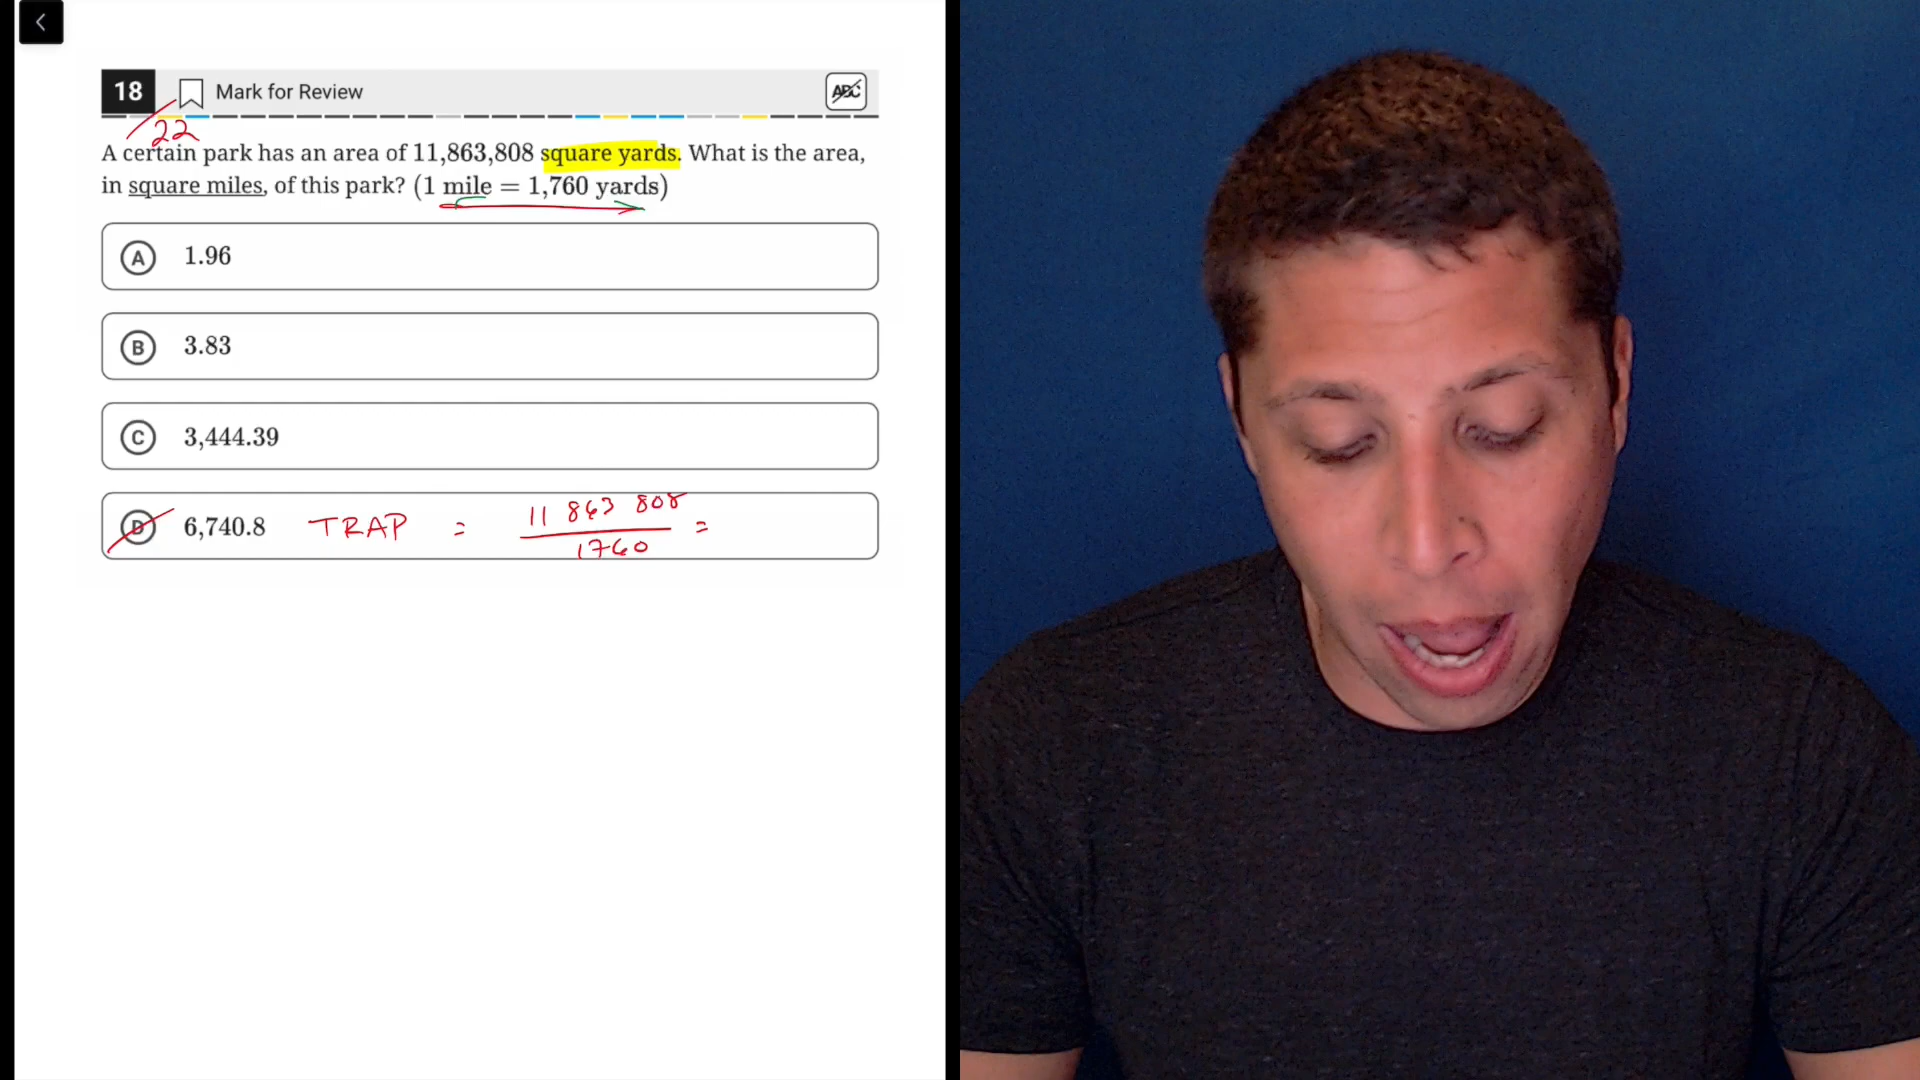 18 Mark for Review ABC
22
A certain park has an area of 11,863,808 square yards. What is the area,
in square miles, of this park? (1 mile = 1,760 yards)
A 1.96
B 3.83
C 3,444.39
D 6,740.8 TRAP = 11 863 808 =
1760